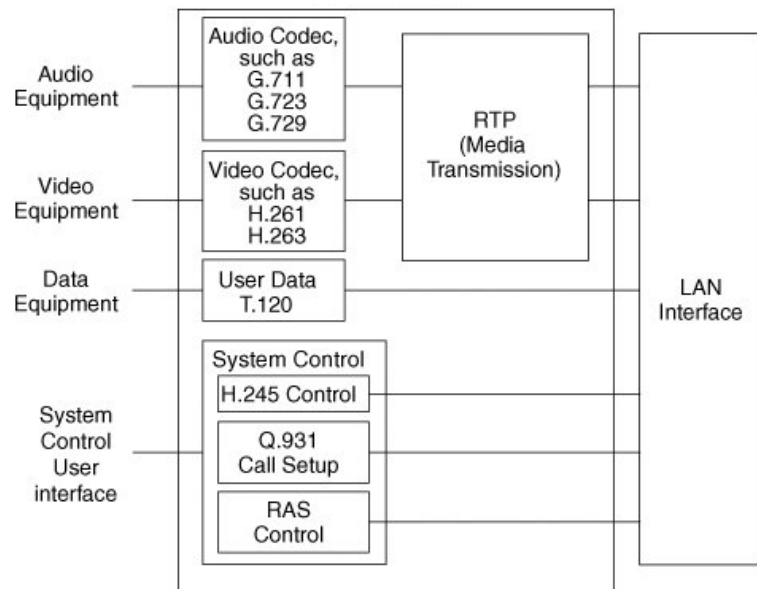 Audio
Equipment
Audio Codec,
such as
G.711
G.723
G.729
RTP
(Media
Transmission)
Video
Equipment
Video Codec,
such as
H.261
H.263
Data
Equipment
User Data
T.120
LAN
Interface
System
Control
User
interface
System Control
H.245 Control
Q.931
Call Setup
RAS
Control